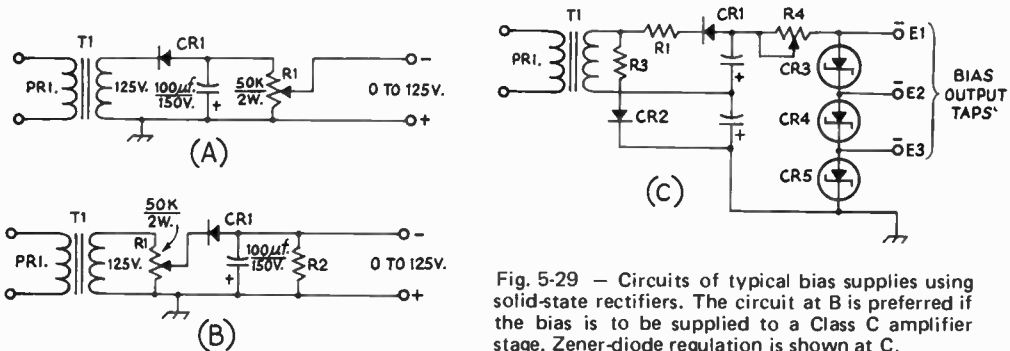 T1
CR1
PRI.
125V.
100µf.
150V.
50K
2W.
R1
−
0 TO 125V.
+
(A)
50K
2W.
T1
R1
CR1
PRI.
125V.
100µf.
150V.
+
R2
−
0 TO 125V.
+
(B)
T1
R1
CR1
R4
R3
+
CR2
+
CR3
CR4
CR5
− E1
− E2
− E3
BIAS
OUTPUT
TAPS
(C)
Fig. 5-29 — Circuits of typical bias supplies using
solid-state rectifiers. The circuit at B is preferred if
the bias is to be supplied to a Class C amplifier
stage. Zener-diode regulation is shown at C.